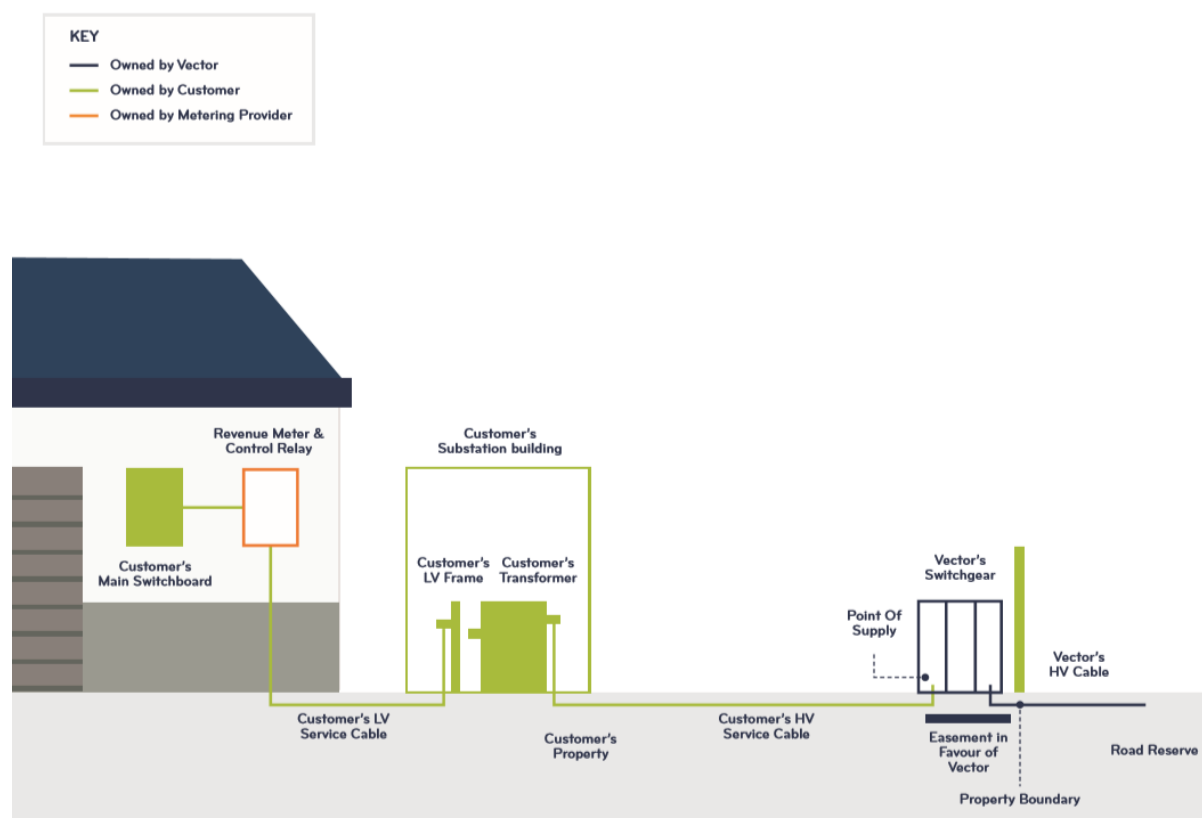 KEY
Owned by Vector
Owned by Customer
Owned by Metering Provider
Revenue Meter &
Control Relay
Customer's
Substation building
Customer's
Main Switchboard
Customer's
LV Frame
Customer's
Transformer
Vector's
Switchgear
Point Of
Supply
Vector's
HV Cable
Customer's LV
Service Cable
Customer's
Property
Customer's HV
Service Cable
Easement in
Favour of
Vector
Road Reserve
Property Boundary